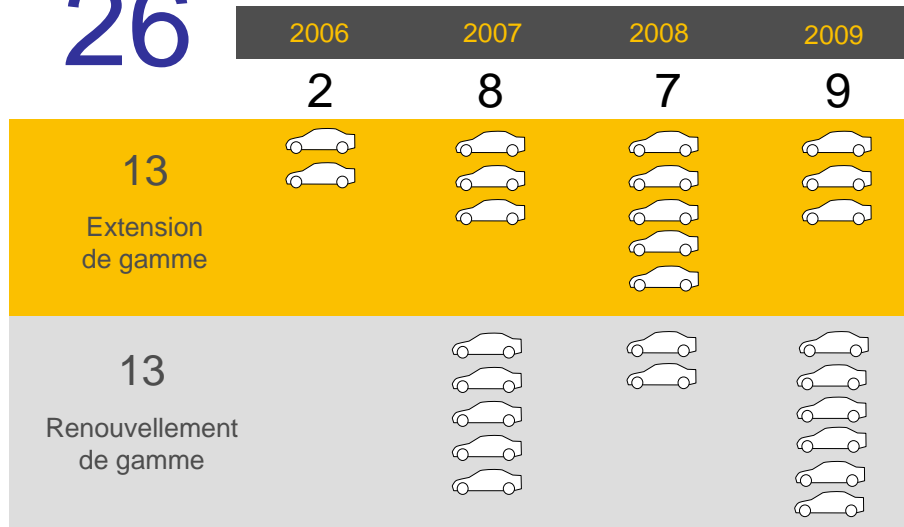 26
2006 2007 2008 2009
2 8 7 9
13
Extension
de gamme
13
Renouvellement
de gamme